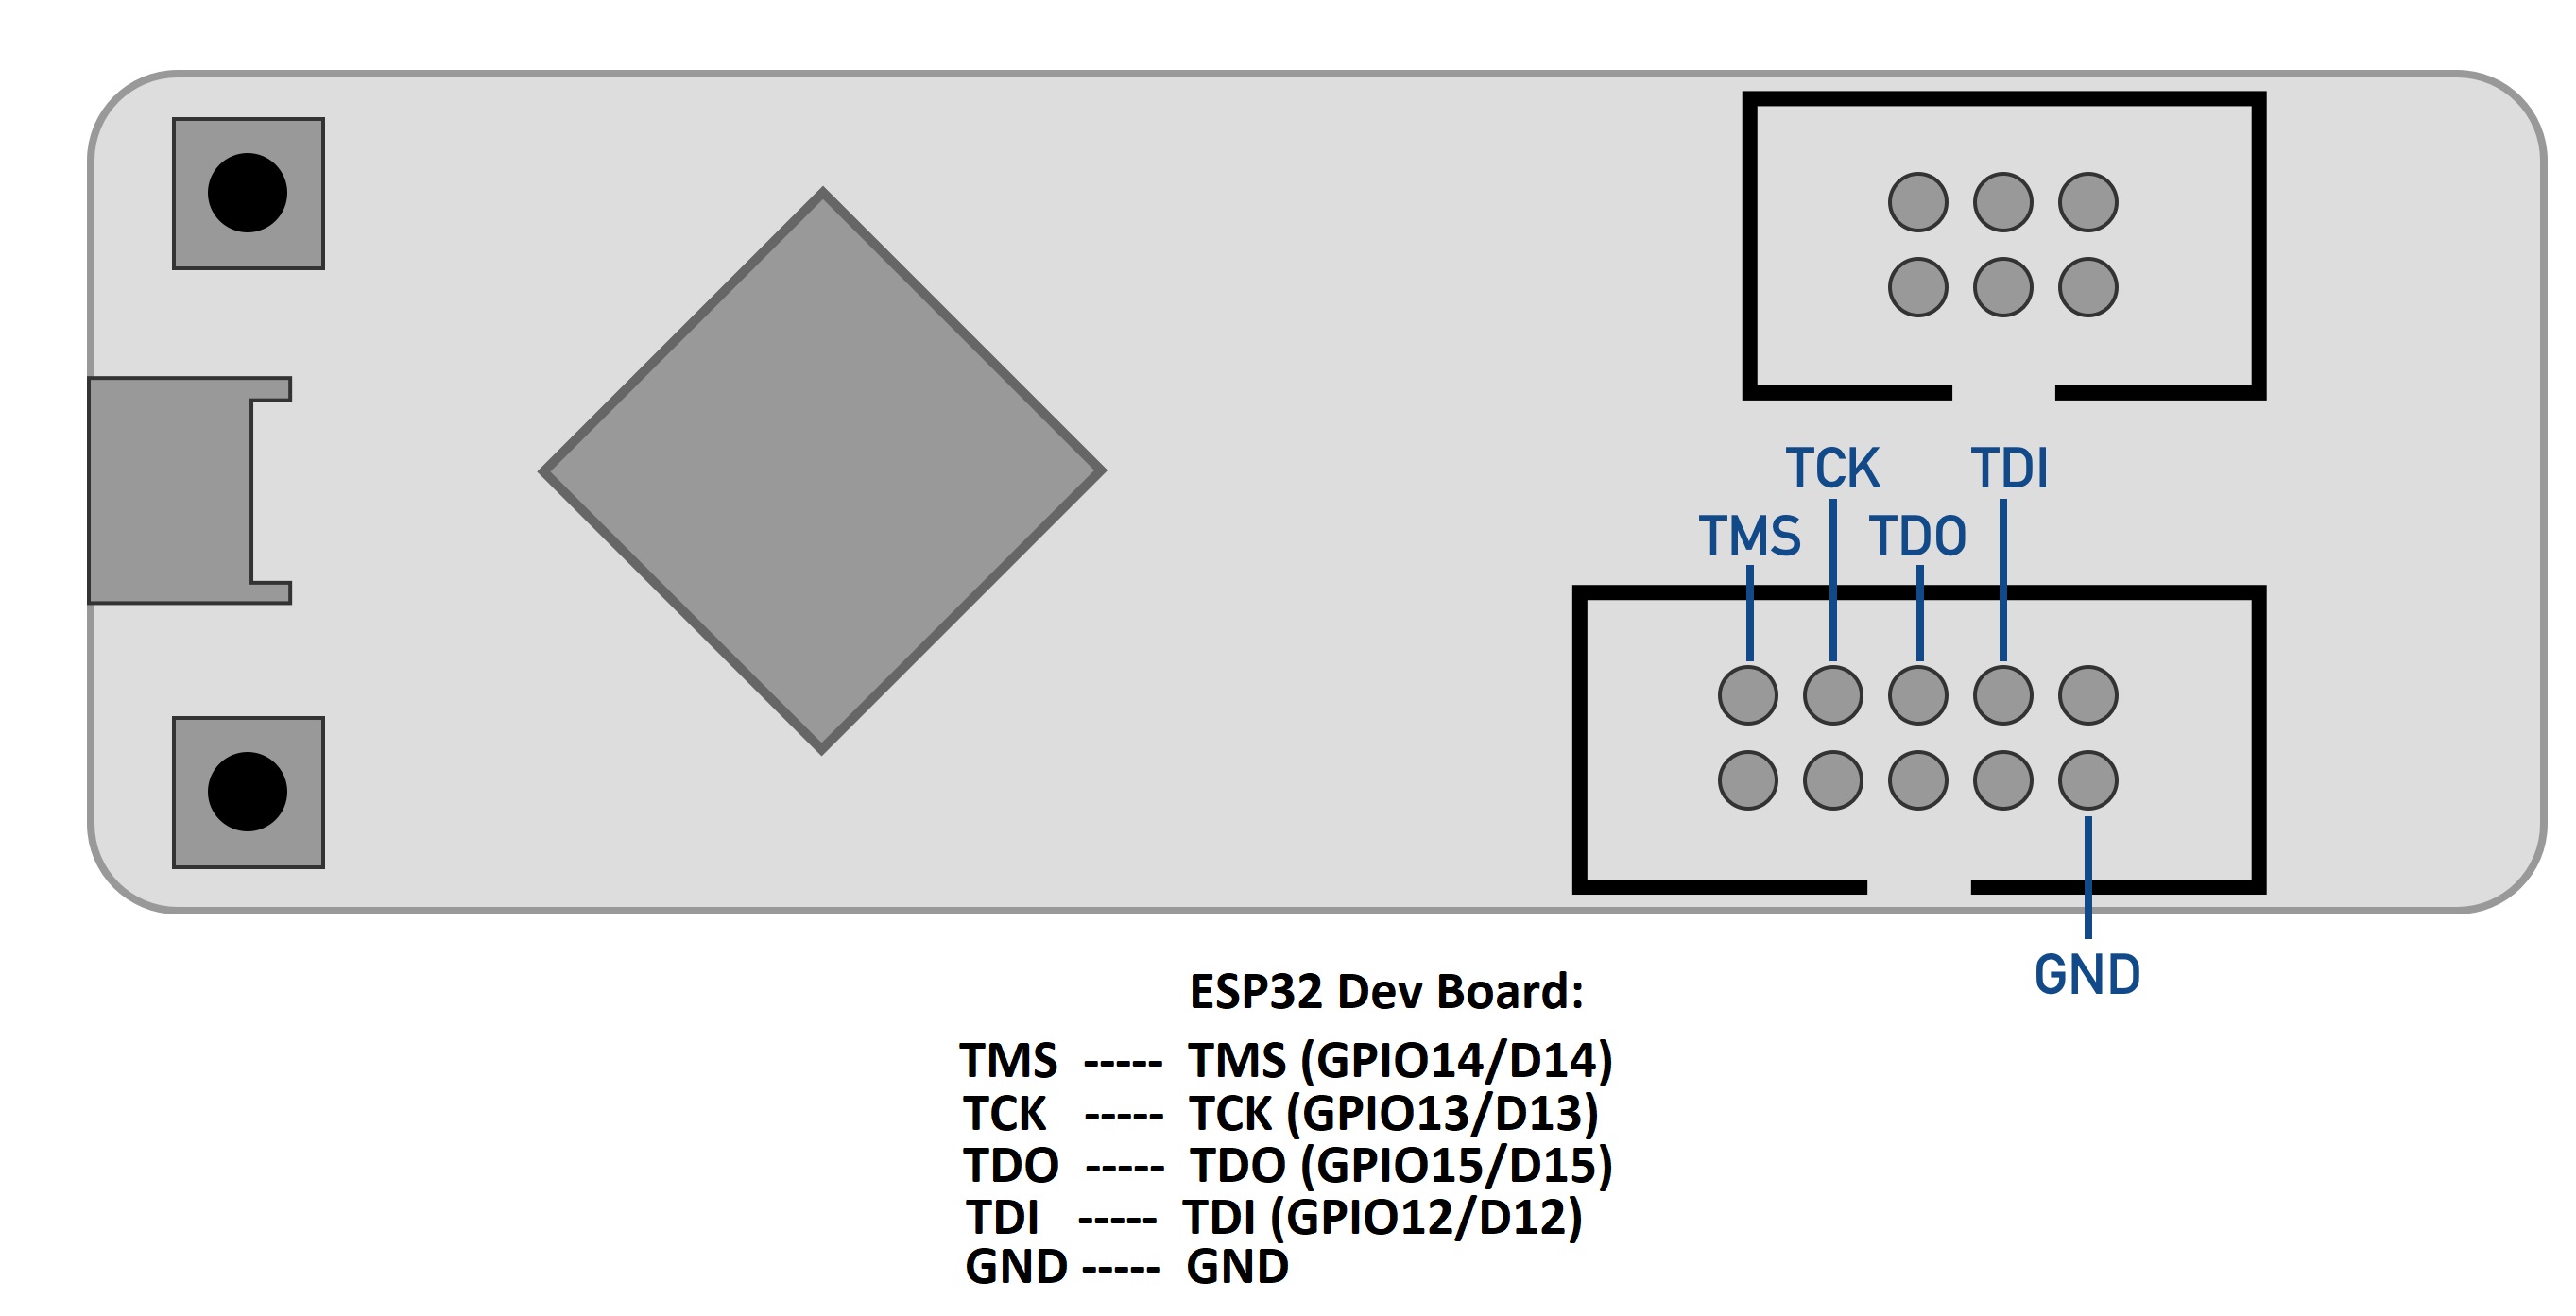 TCK TDI
TMS TDO
GND
ESP32 Dev Board:
TMS ----- TMS (GPIO14/D14)
TCK ----- TCK (GPIO13/D13)
TDO ----- TDO (GPIO15/D15)
TDI ----- TDI (GPIO12/D12)
GND ----- GND